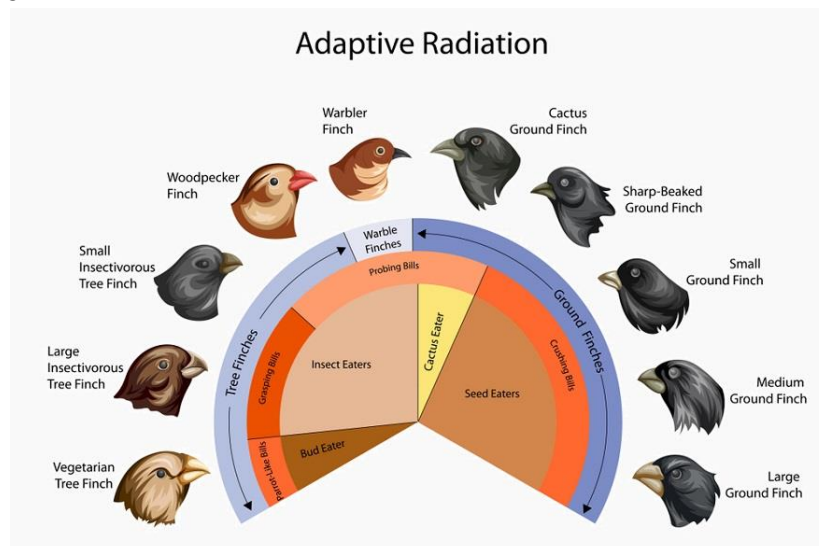 Adaptive Radiation
Warbler
Finch
Cactus
Ground Finch
Woodpecker
Finch
Sharp-Beaked
Ground Finch
Small
Insectivorous
Tree Finch
Small
Ground Finch
Large
Insectivorous
Tree Finch
Medium
Ground Finch
Vegetarian
Tree Finch
Large
Ground Finch
Warble
Finches
Tree Finches
Ground Finches
Probing Bills
Grasping Bills
Crushing Bills
Parrot-Like Bills
Insect Eaters
Cactus Eater
Seed Eaters
Bud Eater